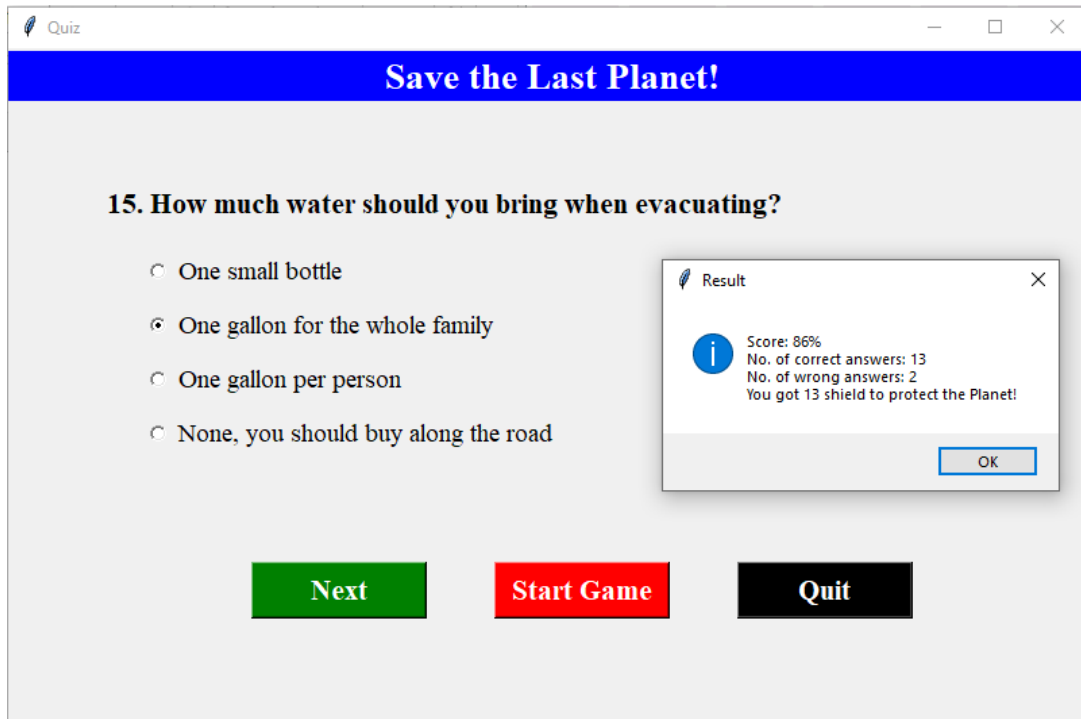 Quiz
Save the Last Planet!
15. How much water should you bring when evacuating?
One small bottle
One gallon for the whole family
One gallon per person
None, you should buy along the road
Result
Score: 86%
No. of correct answers: 13
No. of wrong answers: 2
You got 13 shield to protect the Planet!
OK
Next
Start Game
Quit